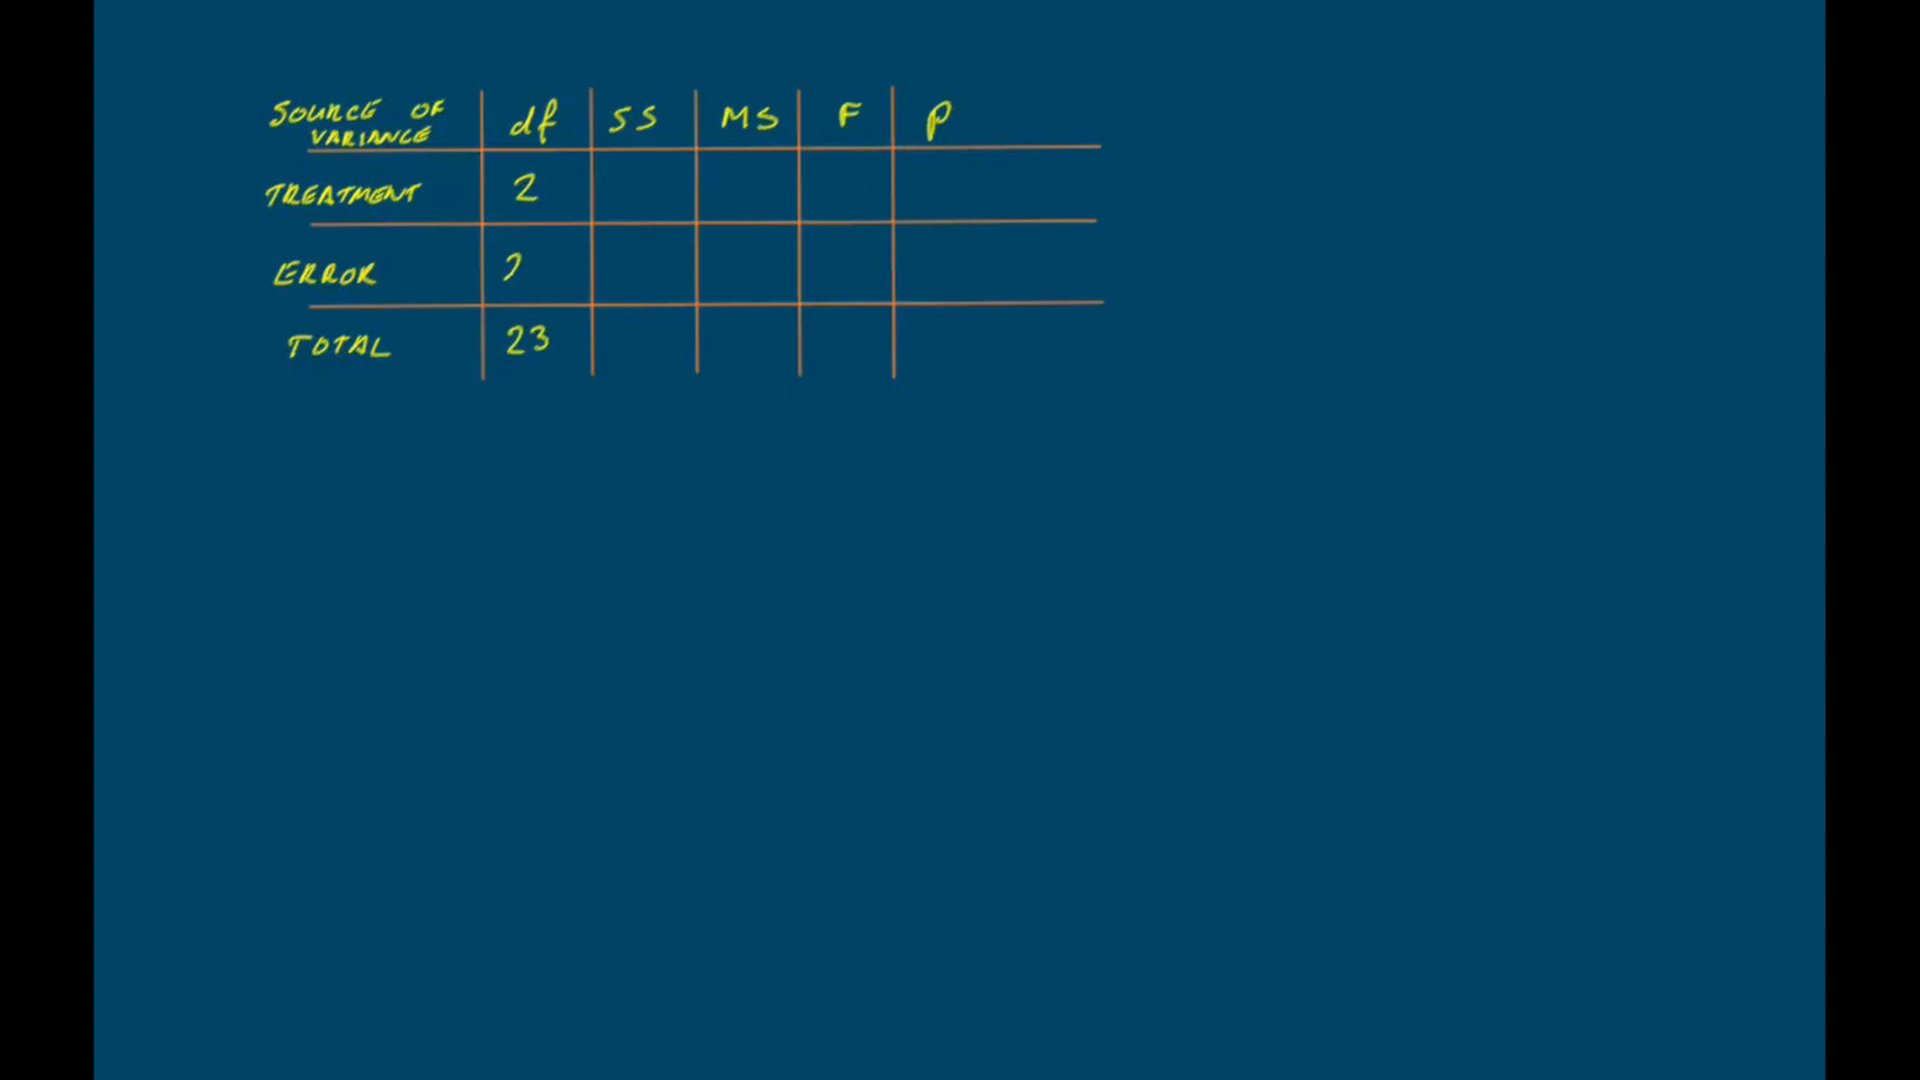 SOURCE OF VARIANCE df SS MS F p
TREATMENT 2
ERROR
TOTAL 23